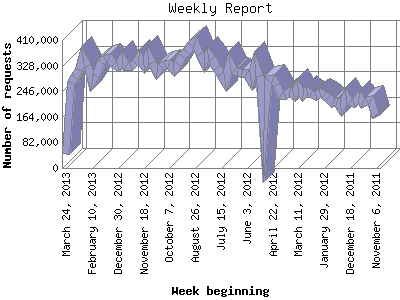 Weekly Report
Number of requests
410,000
328,000
246,000
164,000
82,000
0
March 24, 2013
February 10, 2013
December 30, 2012
November 18, 2012
October 7, 2012
August 26, 2012
July 15, 2012
June 3, 2012
April 22, 2012
March 11, 2012
January 29, 2012
December 18, 2011
November 6, 2011
Week beginning